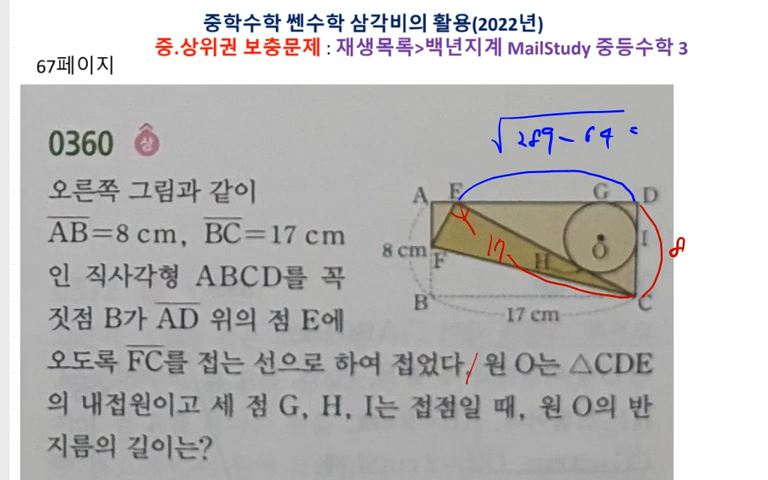 중학수학 쎈수학 삼각비의 활용(2022년)
중.상위권 보충문제 : 재생목록>백년지계 MailStudy 중등수학 3
67페이지
0360 상
√289-64 =
오른쪽 그림과 같이
AB=8 cm, BC=17 cm
인 직사각형 ABCD를 꼭
짓점 B가 AD 위의 점 E에
오도록 FC를 접는 선으로 하여 접었다. 원 O는 △CDE
의 내접원이고 세 점 G, H, I는 접점일 때, 원 O의 반
지름의 길이는?
A E G D
8 cm F 17 H O I 8
B C
17 cm